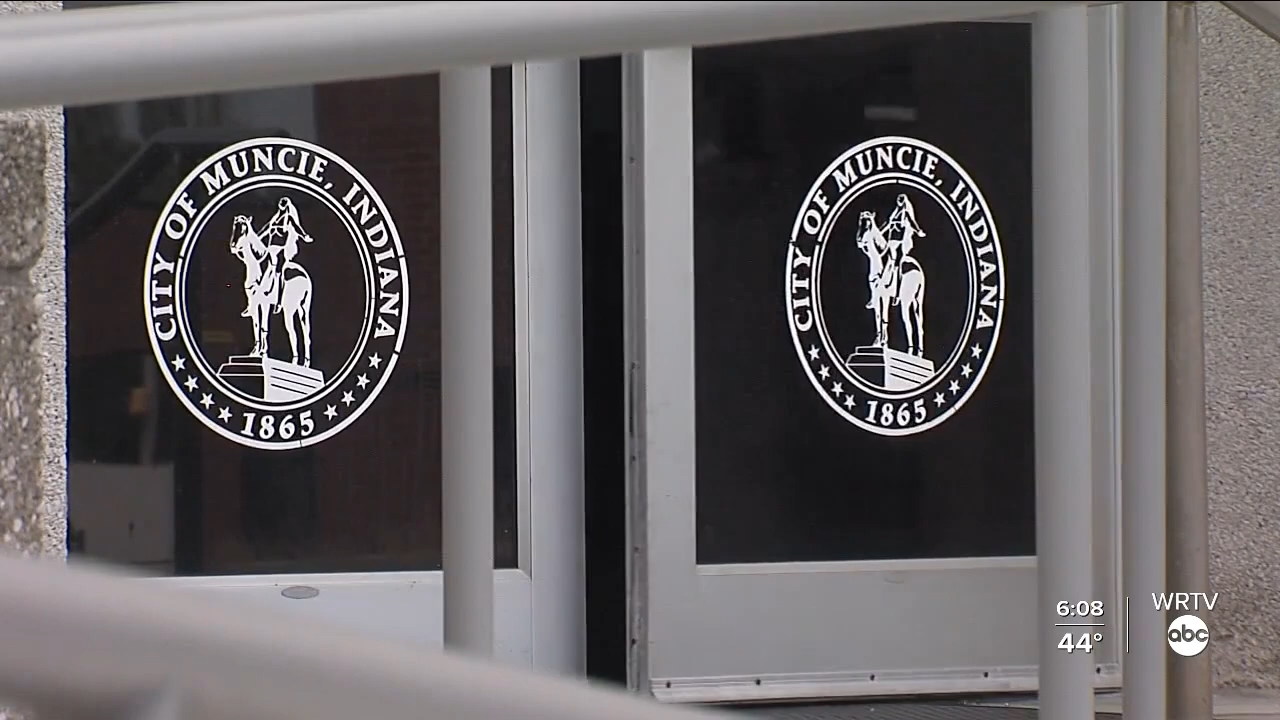 CITY OF MUNCIE, INDIANA
1865
CITY OF MUNCIE, INDIANA
1865
6:08
44°
WRTV
abc